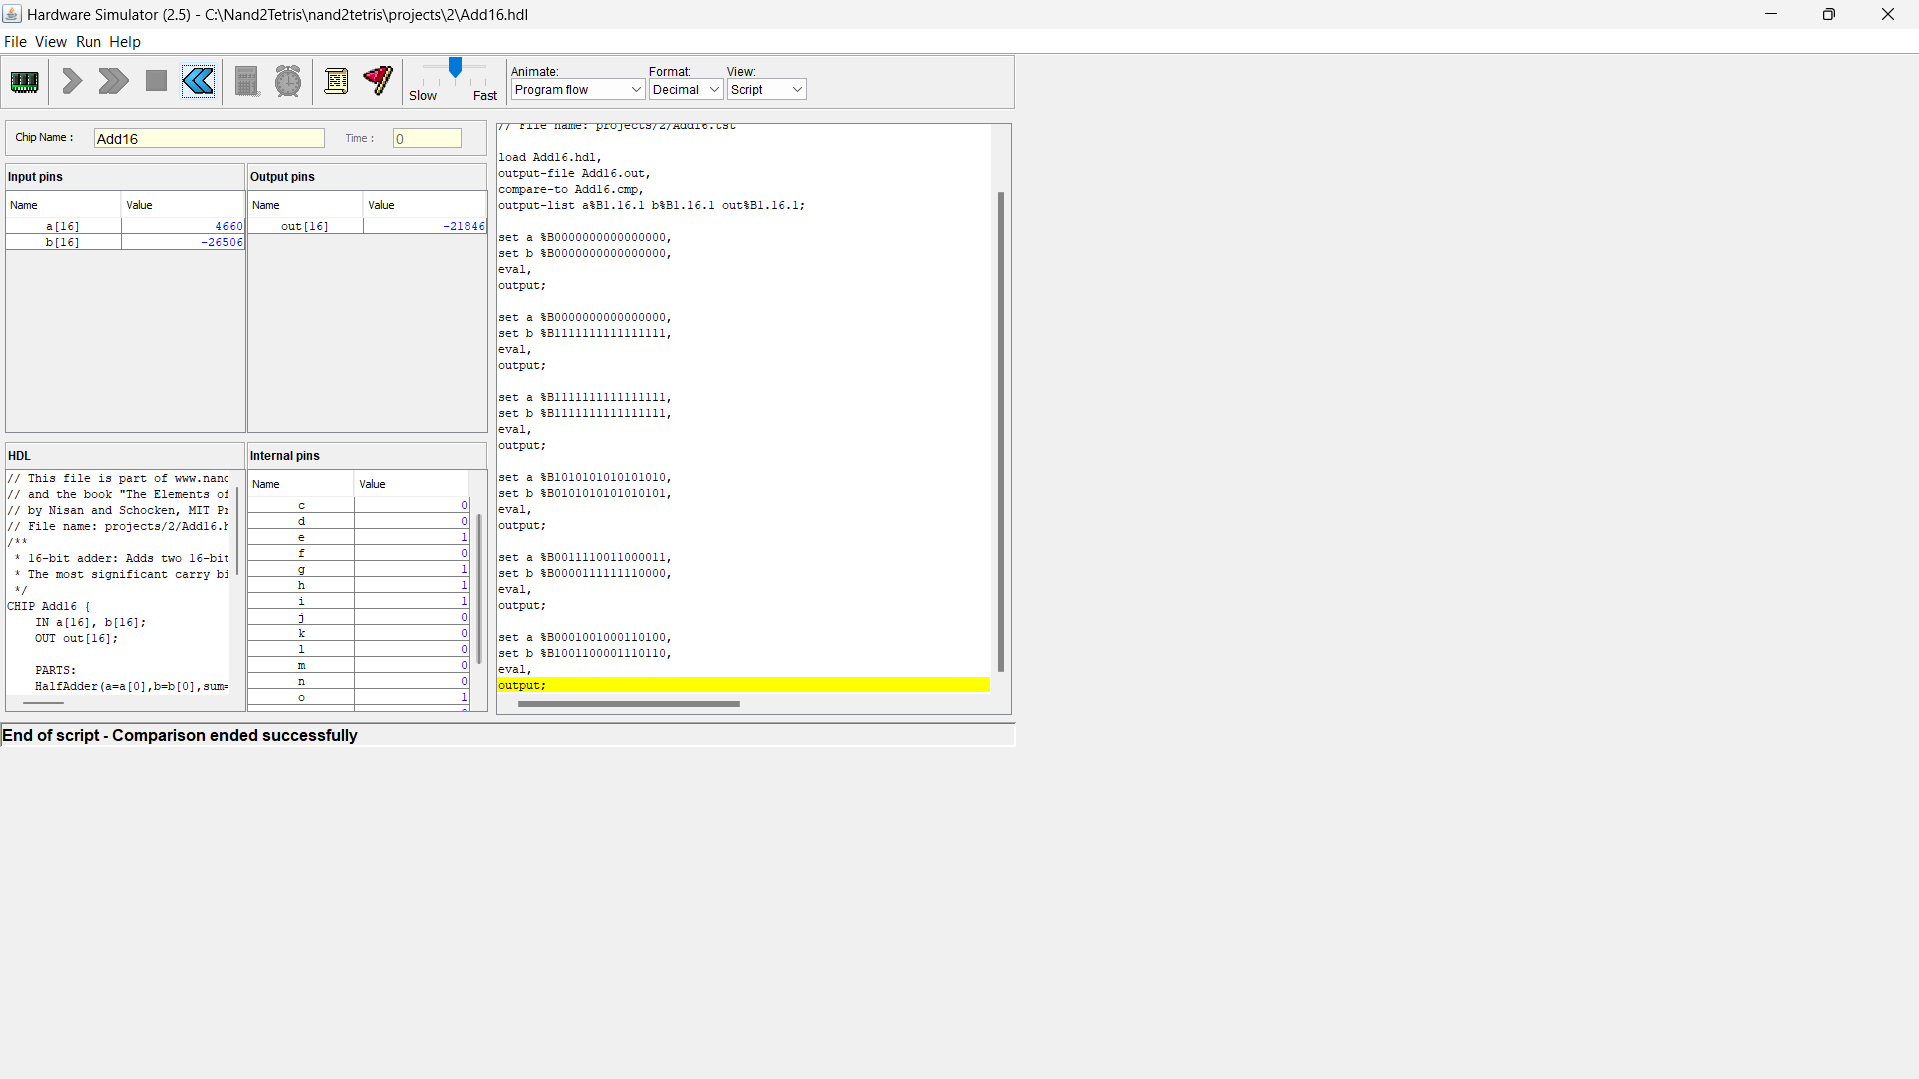 Hardware Simulator (2.5) - C:\Nand2Tetris\nand2tetris\projects\2\Add16.hdl
File View Run Help
Slow Fast
Animate: Format: View:
Program flow Decimal Script
Chip Name : Add16 Time : 0
Input pins
Name Value
a[16] 4660
b[16] -26506
Output pins
Name Value
out[16] -21846
HDL
// This file is part of www.nand
// and the book "The Elements of
// by Nisan and Schocken, MIT Pr
// File name: projects/2/Add16.h
/**
* 16-bit adder: Adds two 16-bit
* The most significant carry bi
*/
CHIP Add16 {
IN a[16], b[16];
OUT out[16];
PARTS:
HalfAdder(a=a[0],b=b[0],sum=
Internal pins
Name Value
c 0
d 0
e 1
f 0
g 1
h 1
i 1
j 0
k 0
l 0
m 0
n 0
o 1
// File name: projects/2/Add16.tst
load Add16.hdl,
output-file Add16.out,
compare-to Add16.cmp,
output-list a%B1.16.1 b%B1.16.1 out%B1.16.1;
set a %B0000000000000000,
set b %B0000000000000000,
eval,
output;
set a %B0000000000000000,
set b %B1111111111111111,
eval,
output;
set a %B1111111111111111,
set b %B1111111111111111,
eval,
output;
set a %B1010101010101010,
set b %B0101010101010101,
eval,
output;
set a %B0011110011000011,
set b %B0000111111110000,
eval,
output;
set a %B0001001000110100,
set b %B1001100001110110,
eval,
output;
End of script - Comparison ended successfully